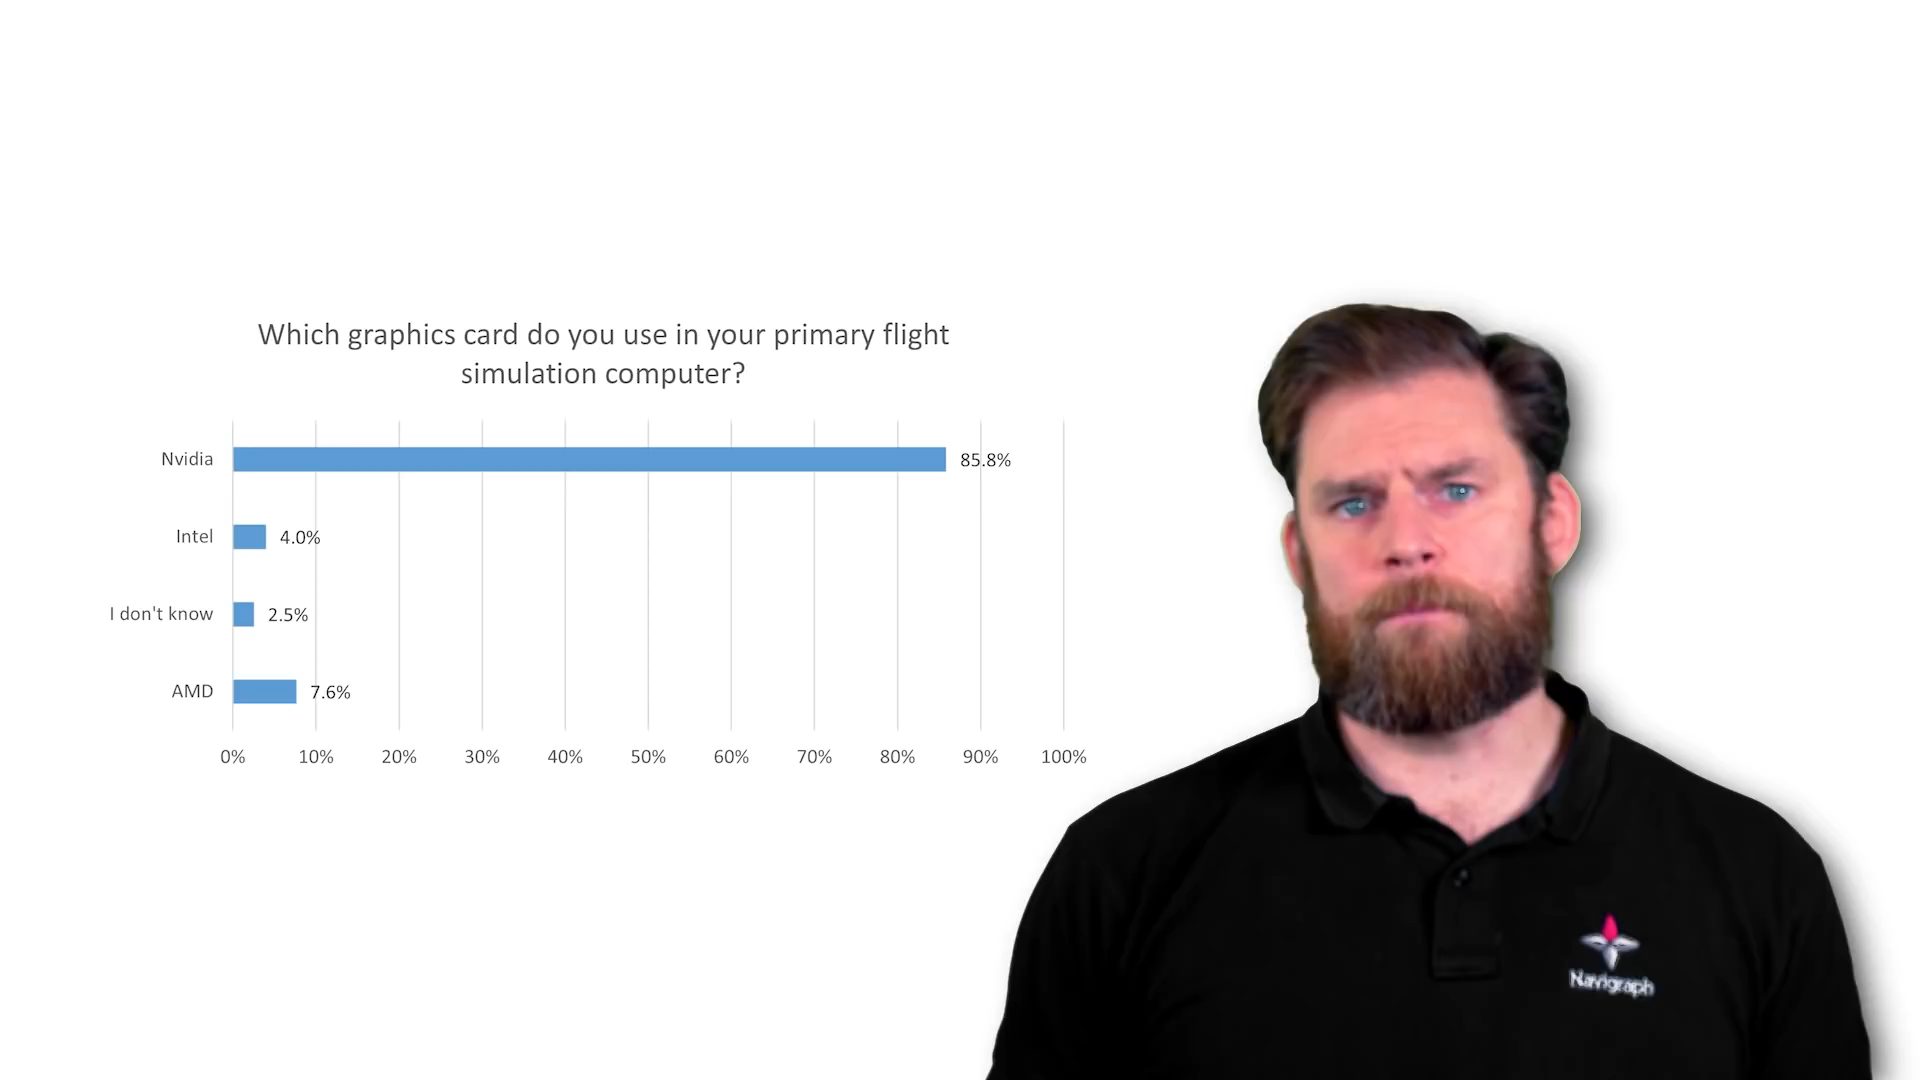 Which graphics card do you use in your primary flight
simulation computer?
Nvidia 85.8%
Intel 4.0%
I don't know 2.5%
AMD 7.6%
0% 10% 20% 30% 40% 50% 60% 70% 80% 90% 100%
Navigraph